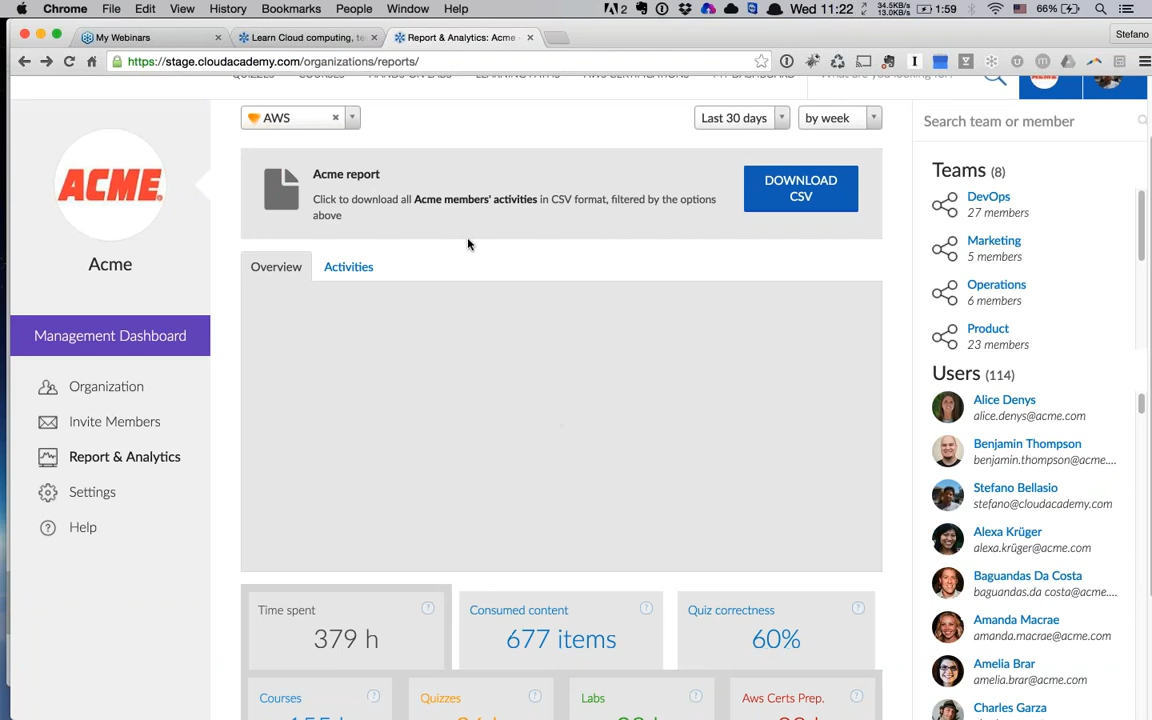 Chrome File Edit View History Bookmarks People Window Help
2 Wed 11:22 34.5KB/s 13.0KB/s 1:59 66%
My Webinars
Learn Cloud computing, te
Report & Analytics: Acme -
Stefano
https://stage.cloudacademy.com/organizations/reports/
AWS
Last 30 days
by week
Search team or member
ACME.
Acme
Acme report
Click to download all Acme members' activities in CSV format, filtered by the options
above
DOWNLOAD
CSV
Overview
Activities
Management Dashboard
Organization
Invite Members
Report & Analytics
Settings
Help
Time spent
379 h
Consumed content
677 items
Quiz correctness
60%
Courses
Quizzes
Labs
Aws Certs Prep.
Teams (8)
DevOps
27 members
Marketing
5 members
Operations
6 members
Product
23 members
Users (114)
Alice Denys
alice.denys@acme.com
Benjamin Thompson
benjamin.thompson@acme....
Stefano Bellasio
stefano@cloudacademy.com
Alexa Krüger
alexa.krüger@acme.com
Baguandas Da Costa
baguandas.da costa@acme....
Amanda Macrae
amanda.macrae@acme.com
Amelia Brar
amelia.brar@acme.com
Charles Garza